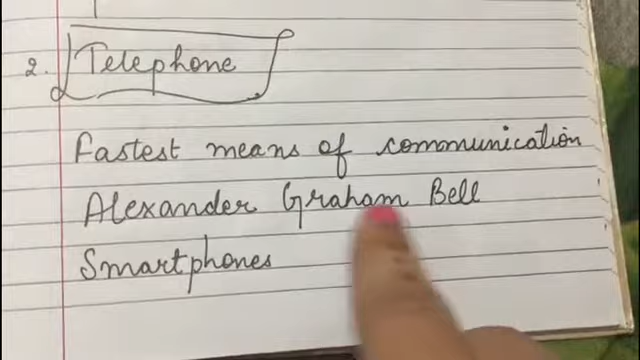 2. Telephone
Fastest means of communication
Alexander Graham Bell
Smartphones